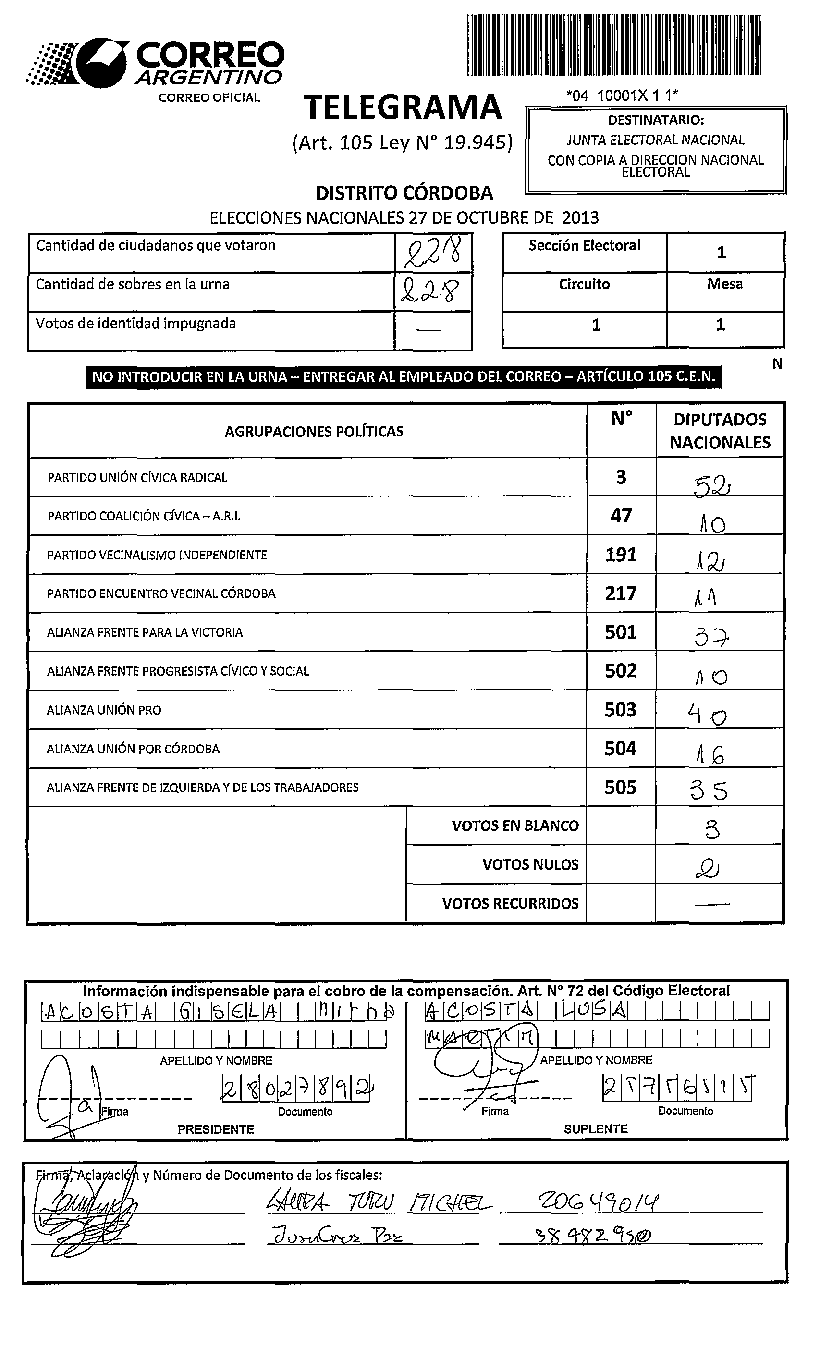 CORREO
ARGENTINO
CORREO OFICIAL
*04 10001X 1 1*
TELEGRAMA
(Art. 105 Ley N° 19.945)
DESTINATARIO:
JUNTA ELECTORAL NACIONAL
CON COPIA A DIRECCION NACIONAL
ELECTORAL
DISTRITO CÓRDOBA
ELECCIONES NACIONALES 27 DE OCTUBRE DE 2013
Cantidad de ciudadanos que votaron 228
Cantidad de sobres en la urna 228
Votos de identidad impugnada —
Sección Electoral 1
Circuito Mesa
1 1
N
NO INTRODUCIR EN LA URNA – ENTREGAR AL EMPLEADO DEL CORREO – ARTÍCULO 105 C.E.N.
AGRUPACIONES POLÍTICAS N° DIPUTADOS NACIONALES
PARTIDO UNIÓN CÍVICA RADICAL 3 52
PARTIDO COALICIÓN CÍVICA – A.R.I. 47 10
PARTIDO VECINALISMO INDEPENDIENTE 191 12
PARTIDO ENCUENTRO VECINAL CÓRDOBA 217 11
ALIANZA FRENTE PARA LA VICTORIA 501 37
ALIANZA FRENTE PROGRESISTA CÍVICO Y SOCIAL 502 10
ALIANZA UNIÓN PRO 503 40
ALIANZA UNIÓN POR CÓRDOBA 504 16
ALIANZA FRENTE DE IZQUIERDA Y DE LOS TRABAJADORES 505 35
VOTOS EN BLANCO 3
VOTOS NULOS 2
VOTOS RECURRIDOS —
Información indispensable para el cobro de la compensación. Art. N° 72 del Código Electoral
ACOSTA GISELA ACOSTA LUSA
APELLIDO Y NOMBRE APELLIDO Y NOMBRE
28027892
Firma Documento Firma Documento
PRESIDENTE SUPLENTE
Firma, Aclaración y Número de Documento de los fiscales:
LAURA MICHEL 20649014
Juan Cruz Paz 38482950